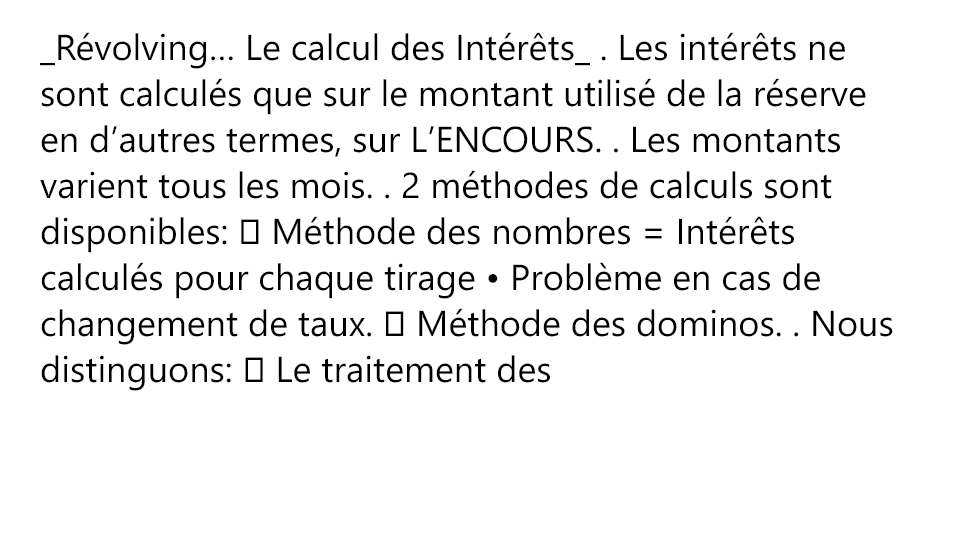 _Révolving... Le calcul des Intérêts_ . Les intérêts ne
sont calculés que sur le montant utilisé de la réserve
en d’autres termes, sur L’ENCOURS. . Les montants
varient tous les mois. . 2 méthodes de calculs sont
disponibles: 􀀀 Méthode des nombres = Intérêts
calculés pour chaque tirage • Problème en cas de
changement de taux. 􀀀 Méthode des dominos. . Nous
distinguons: 􀀀 Le traitement des